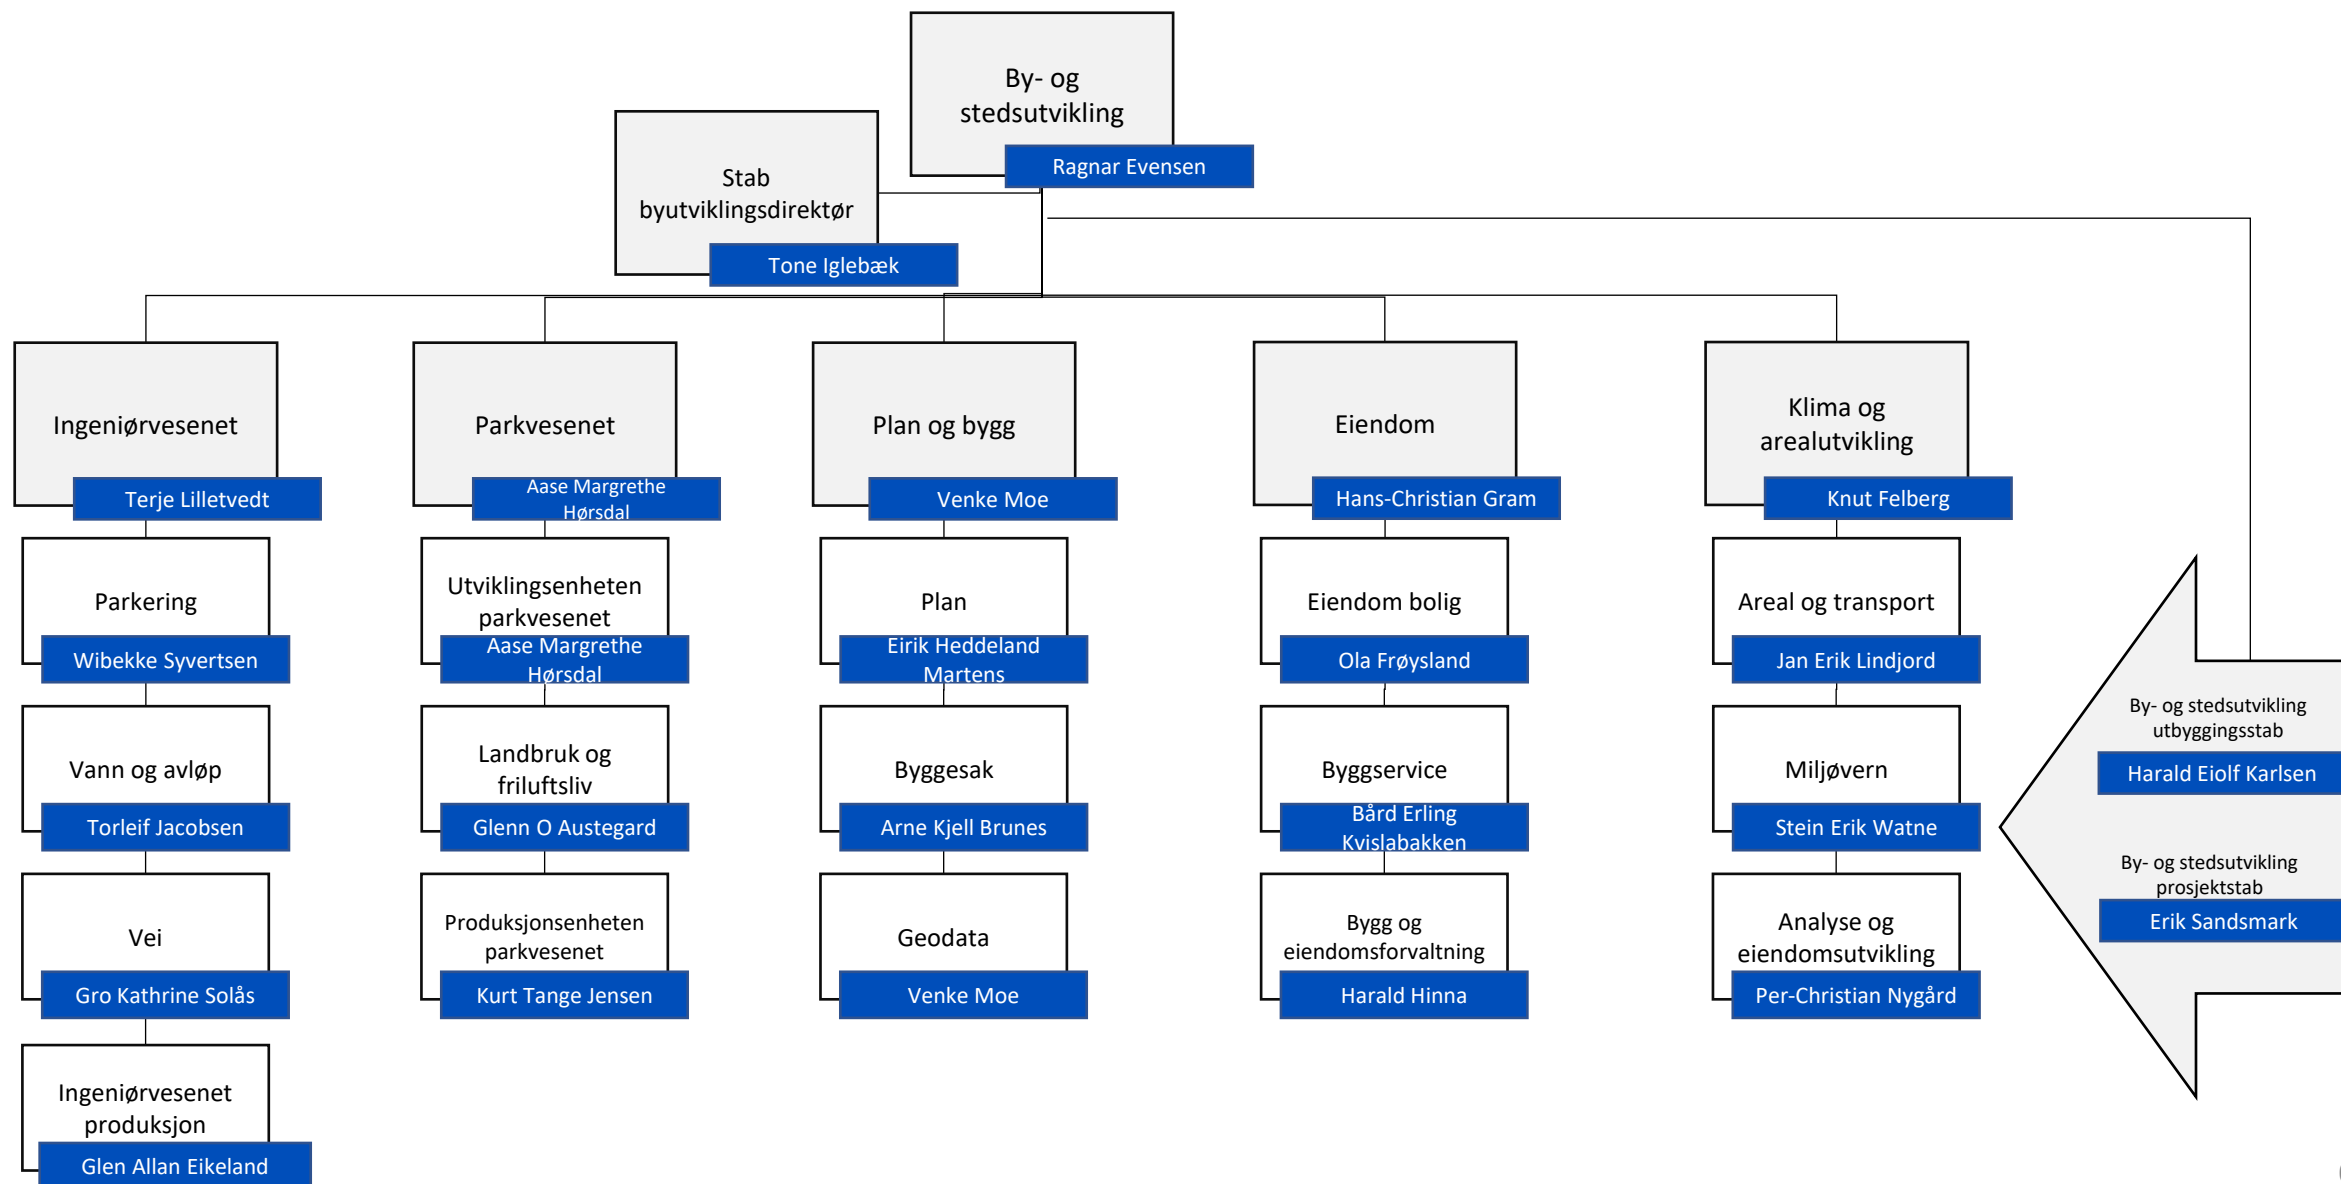 By- og
stedsutvikling
Ragnar Evensen
Stab
byutviklingsdirektør
Tone Iglebæk
Ingeniørvesenet
Terje Lilletvedt
Parkering
Wibekke Syvertsen
Vann og avløp
Torleif Jacobsen
Vei
Gro Kathrine Solås
Ingeniørvesenet
produksjon
Glen Allan Eikeland
Parkvesenet
Aase Margrethe
Hørsdal
Utviklingsenheten
parkvesenet
Aase Margrethe
Hørsdal
Landbruk og
friluftsliv
Glenn O Austegard
Produksjonsenheten
parkvesenet
Kurt Tange Jensen
Plan og bygg
Venke Moe
Plan
Eirik Heddeland
Martens
Byggesak
Arne Kjell Brunes
Geodata
Venke Moe
Eiendom
Hans-Christian Gram
Eiendom bolig
Ola Frøysland
Byggservice
Bård Erling
Kvislabakken
Bygg og
eiendomsforvaltning
Harald Hinna
Klima og
arealutvikling
Knut Felberg
Areal og transport
Jan Erik Lindjord
Miljøvern
Stein Erik Watne
Analyse og
eiendomsutvikling
Per-Christian Nygård
By- og stedsutvikling
utbyggingsstab
Harald Eiolf Karlsen
By- og stedsutvikling
prosjektstab
Erik Sandsmark